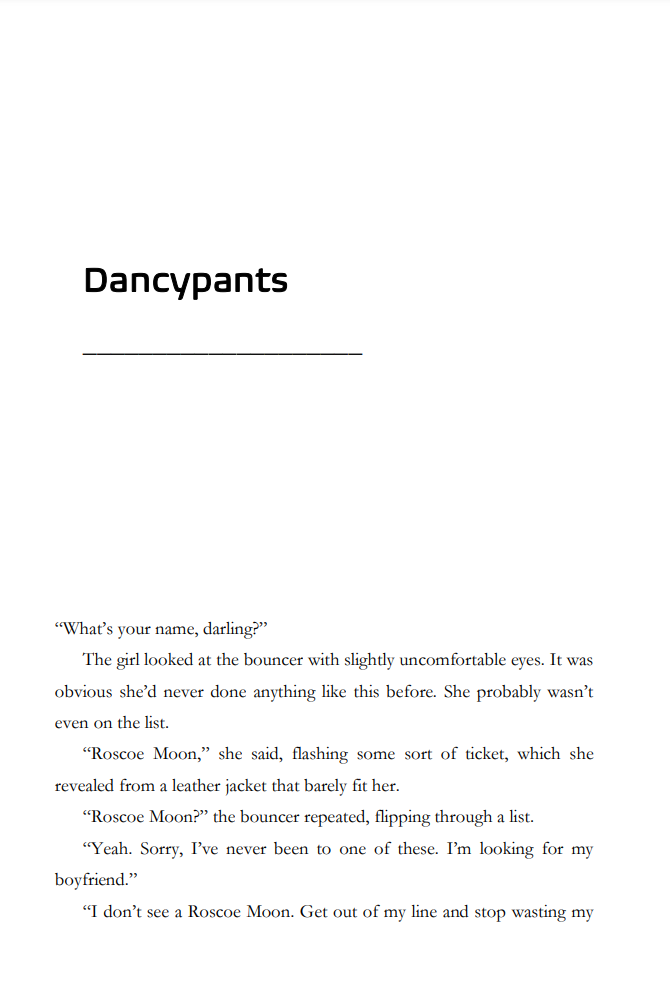 Dancypants
“What’s your name, darling?”
The girl looked at the bouncer with slightly uncomfortable eyes. It was
obvious she’d never done anything like this before. She probably wasn’t
even on the list.
“Roscoe Moon,” she said, flashing some sort of ticket, which she
revealed from a leather jacket that barely fit her.
“Roscoe Moon?” the bouncer repeated, flipping through a list.
“Yeah. Sorry, I’ve never been to one of these. I’m looking for my
boyfriend.”
“I don’t see a Roscoe Moon. Get out of my line and stop wasting my